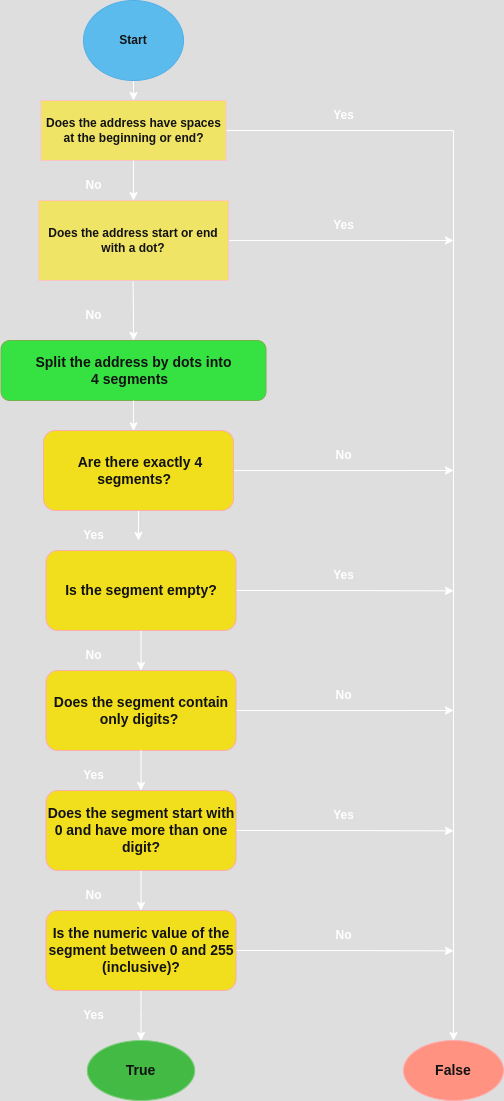 Start
Does the address have spaces
at the beginning or end?
Yes
No
Does the address start or end
with a dot?
Yes
No
Split the address by dots into
4 segments
Are there exactly 4
segments?
No
Yes
Is the segment empty?
Yes
No
Does the segment contain
only digits?
No
Yes
Does the segment start with
0 and have more than one
digit?
Yes
No
Is the numeric value of the
segment between 0 and 255
(inclusive)?
No
Yes
True
False